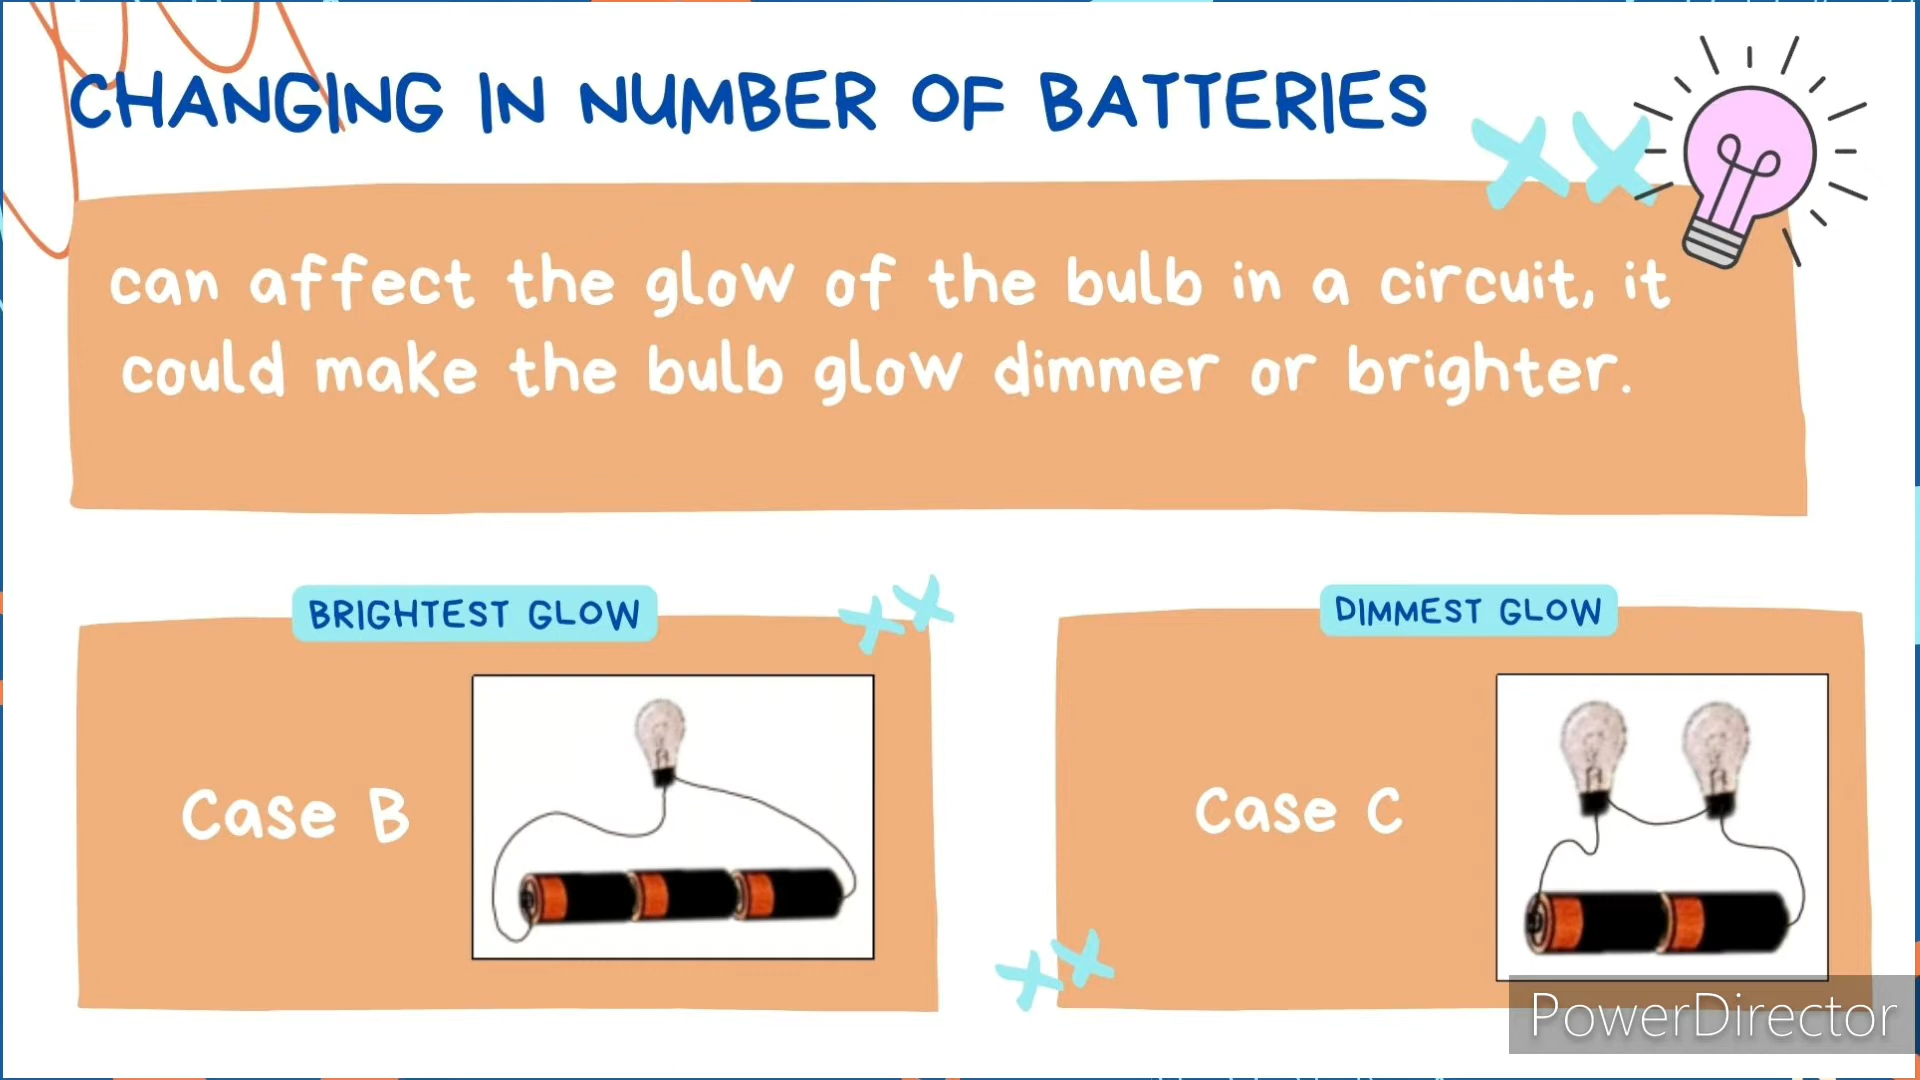 CHANGING IN NUMBER OF BATTERIES
can affect the glow of the bulb in a circuit, it
could make the bulb glow dimmer or brighter.
BRIGHTEST GLOW
Case B
DIMMEST GLOW
Case C
PowerDirector